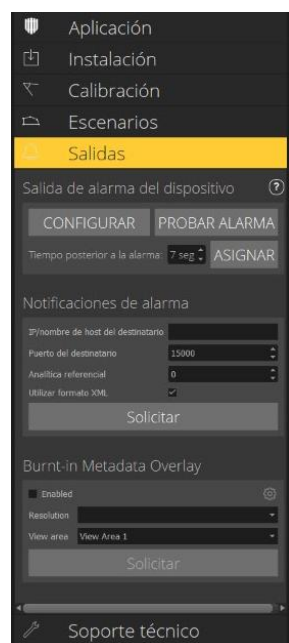 Aplicación
Instalación
Calibración
Escenarios
Salidas
Salida de alarma del dispositivo ?
CONFIGURAR PROBAR ALARMA
Tiempo posterior a la alarma: 7 seg ASIGNAR
Notificaciones de alarma
IP/nombre de host del destinatario
Puerto del destinatario 15000
Analítica referencial 0
Utilizar formato XML
Solicitar
Burnt-in Metadata Overlay
Enabled
Resolution
View area View Area 1
Solicitar
Soporte técnico